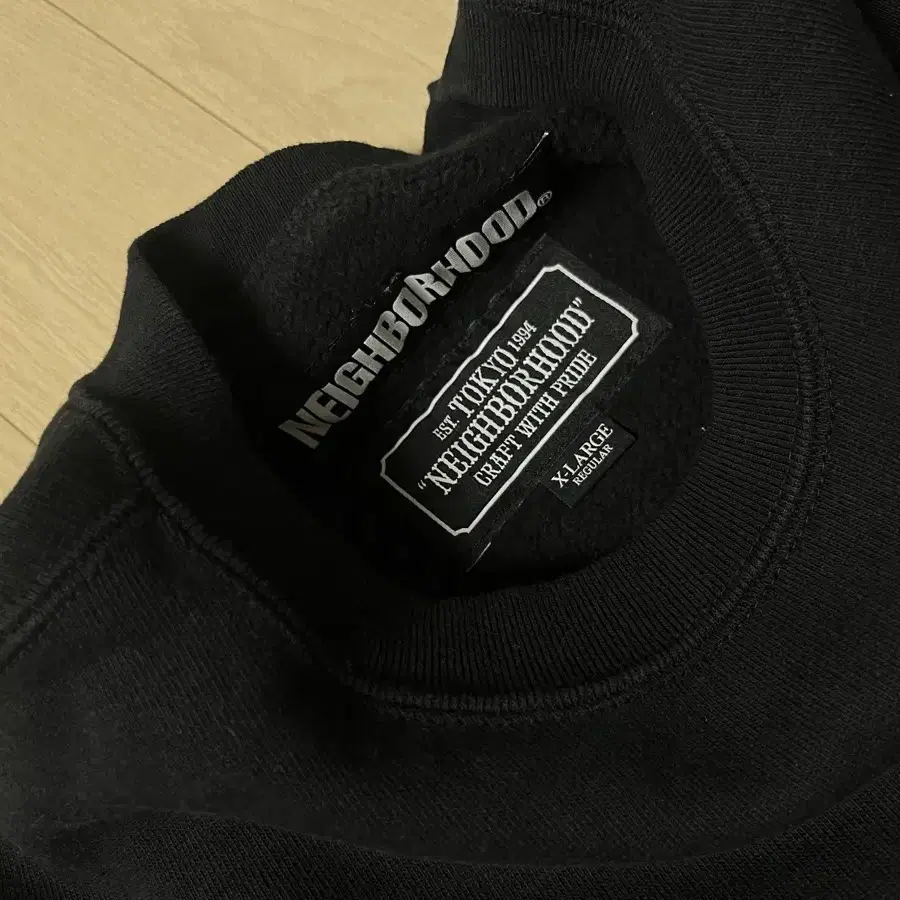 NEIGHBORHOOD®
EST. TOKYO 1994
"NEIGHBORHOOD"
CRAFT WITH PRIDE
X-LARGE
REGULAR